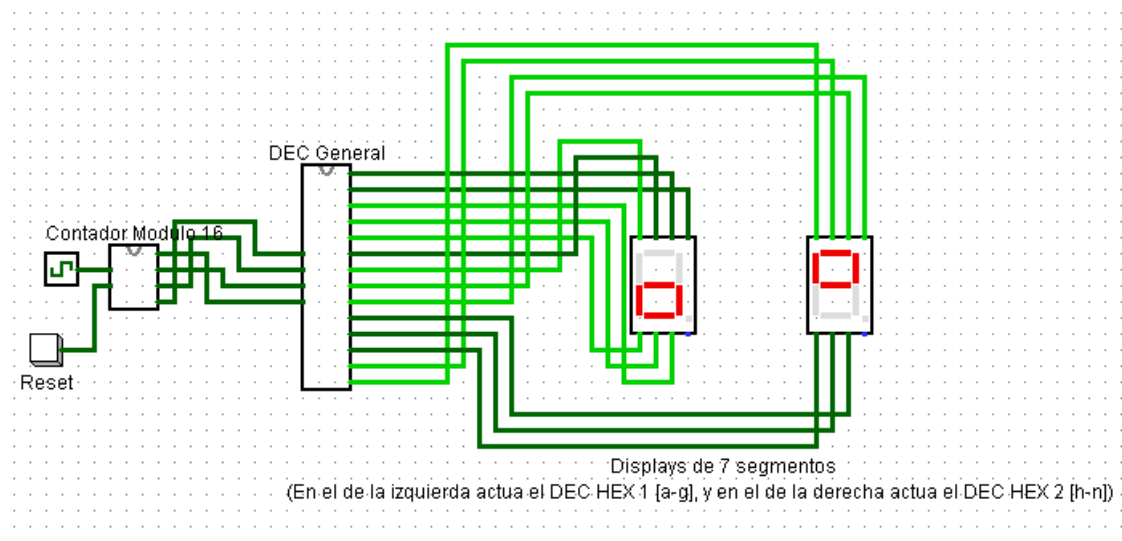 DEC General
Contador Modulo 16
Reset
Displays de 7 segmentos
(En el de la izquierda actua el DEC HEX 1 [a-g], y en el de la derecha actua el DEC HEX 2 [h-n])